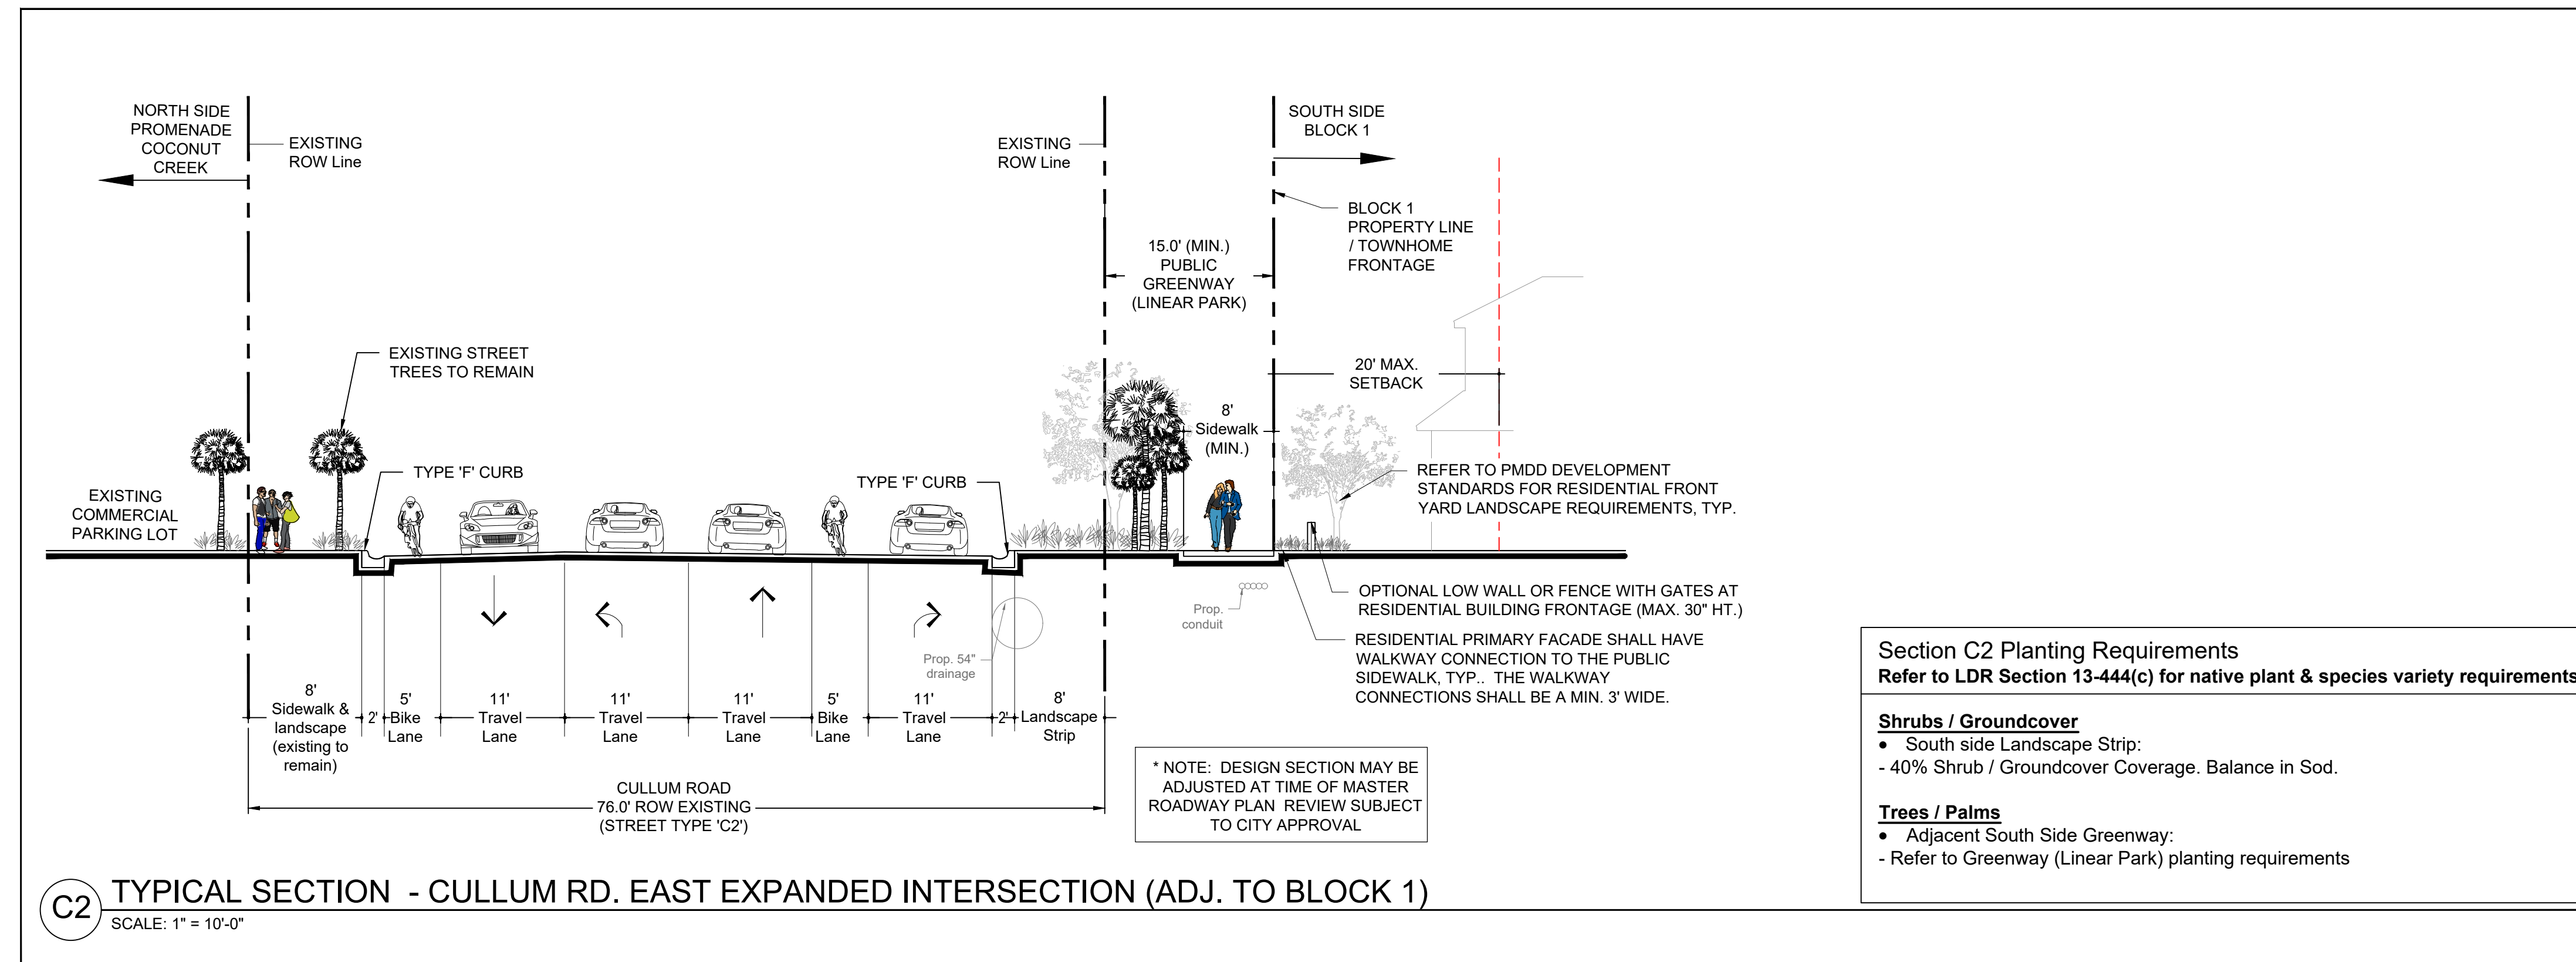 NORTH SIDE
PROMENADE
COCONUT
CREEK
EXISTING
ROW Line
EXISTING
ROW Line
SOUTH SIDE
BLOCK 1
BLOCK 1
PROPERTY LINE
/ TOWNHOME
FRONTAGE
15.0' (MIN.)
PUBLIC
GREENWAY
(LINEAR PARK)
EXISTING STREET
TREES TO REMAIN
20' MAX.
SETBACK
8'
Sidewalk
(MIN.)
TYPE 'F' CURB
TYPE 'F' CURB
EXISTING
COMMERCIAL
PARKING LOT
REFER TO PMDD DEVELOPMENT
STANDARDS FOR RESIDENTIAL FRONT
YARD LANDSCAPE REQUIREMENTS, TYP.
OPTIONAL LOW WALL OR FENCE WITH GATES AT
RESIDENTIAL BUILDING FRONTAGE (MAX. 30" HT.)
Prop.
conduit
RESIDENTIAL PRIMARY FACADE SHALL HAVE
WALKWAY CONNECTION TO THE PUBLIC
SIDEWALK, TYP.. THE WALKWAY
CONNECTIONS SHALL BE A MIN. 3' WIDE.
Prop. 54"
drainage
8'
Sidewalk &
landscape
(existing to
remain)
2'
5'
Bike
Lane
11'
Travel
Lane
11'
Travel
Lane
11'
Travel
Lane
5'
Bike
Lane
11'
Travel
Lane
2'
8'
Landscape
Strip
CULLUM ROAD
76.0' ROW EXISTING
(STREET TYPE 'C2')
* NOTE: DESIGN SECTION MAY BE
ADJUSTED AT TIME OF MASTER
ROADWAY PLAN REVIEW SUBJECT
TO CITY APPROVAL
Section C2 Planting Requirements
Refer to LDR Section 13-444(c) for native plant & species variety requirements
Shrubs / Groundcover
• South side Landscape Strip:
- 40% Shrub / Groundcover Coverage. Balance in Sod.
Trees / Palms
• Adjacent South Side Greenway:
- Refer to Greenway (Linear Park) planting requirements
C2
TYPICAL SECTION - CULLUM RD. EAST EXPANDED INTERSECTION (ADJ. TO BLOCK 1)
SCALE: 1" = 10'-0"